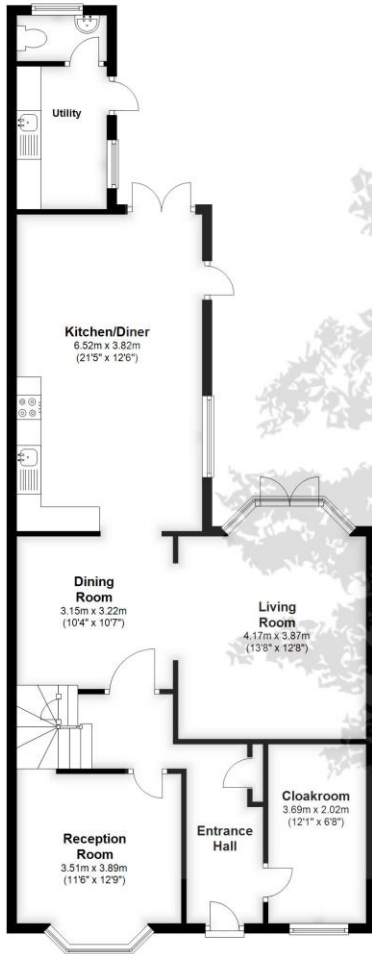 Utility
Kitchen/Diner
6.52m x 3.82m
(21'5" x 12'6")
Dining
Room
3.15m x 3.22m
(10'4" x 10'7")
Living
Room
4.17m x 3.87m
(13'8" x 12'8")
Cloakroom
3.69m x 2.02m
(12'1" x 6'8")
Entrance
Hall
Reception
Room
3.51m x 3.89m
(11'6" x 12'9")